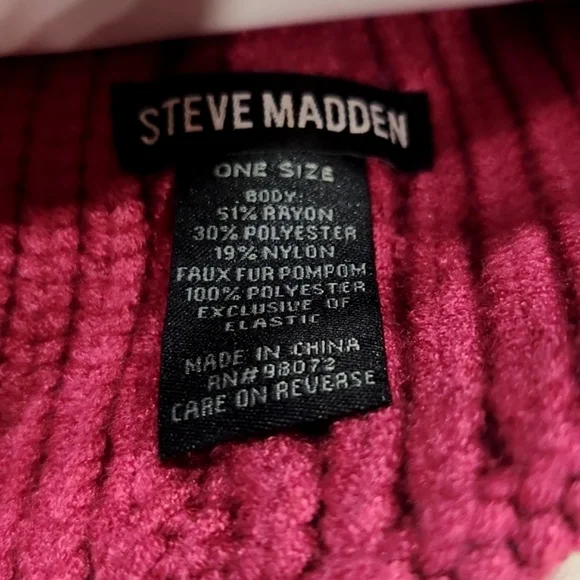 STEVE MADDEN
ONE SIZE
BODY:
51% RAYON
30% POLYESTER
19% NYLON
FAUX FUR POMPOM
100% POLYESTER
EXCLUSIVE OF
ELASTIC
MADE IN CHINA
RN# 98072
CARE ON REVERSE